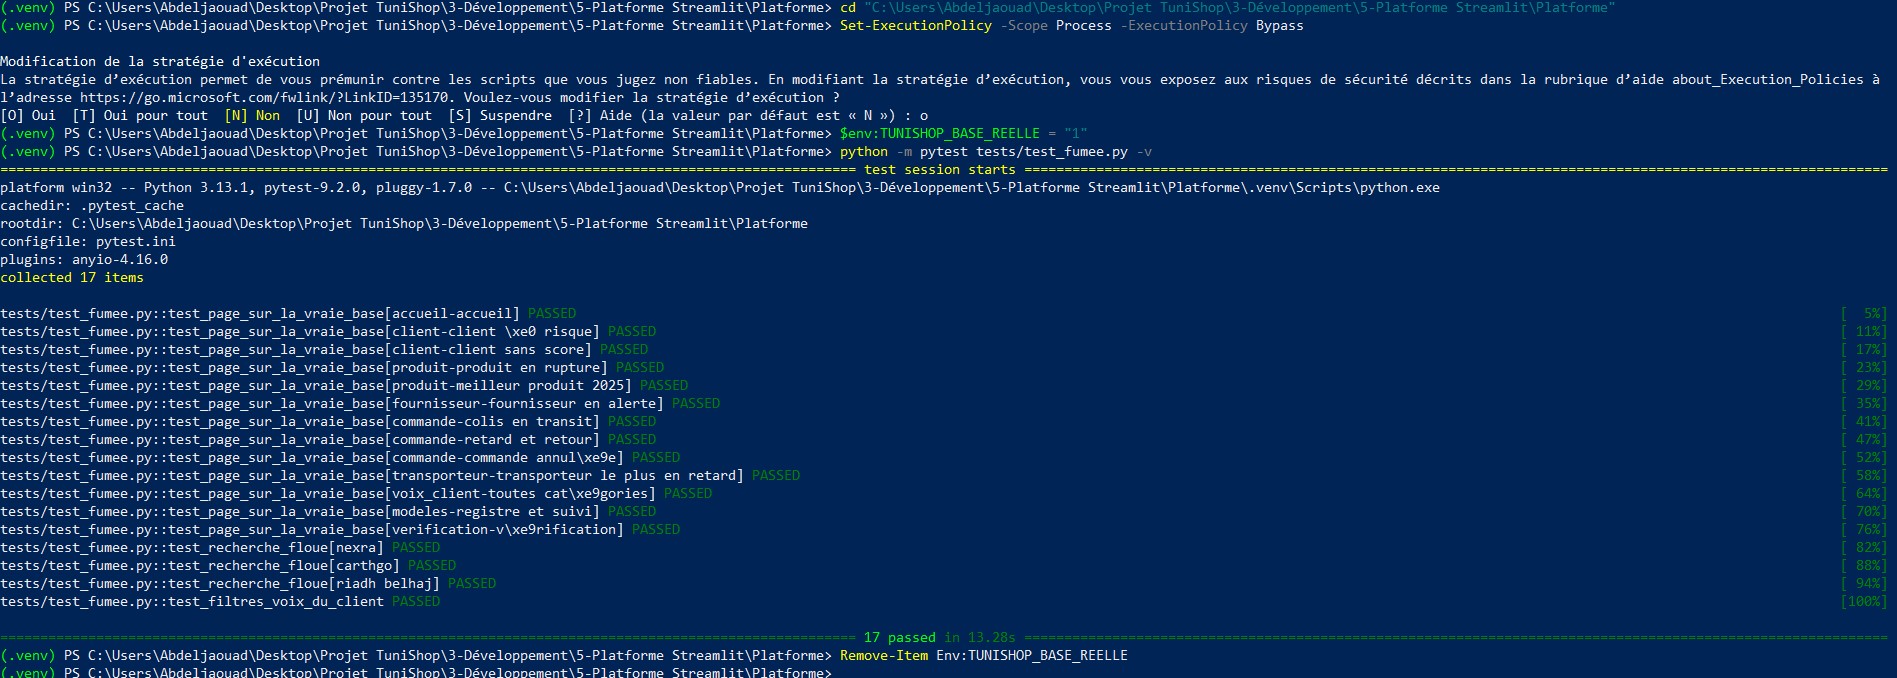 (.venv) PS C:\Users\Abdeljaouad\Desktop\Projet TuniShop\3-Développement\5-Platforme Streamlit\Platforme> cd "C:\Users\Abdeljaouad\Desktop\Projet TuniShop\3-Développement\5-Platforme Streamlit\Platforme"
(.venv) PS C:\Users\Abdeljaouad\Desktop\Projet TuniShop\3-Développement\5-Platforme Streamlit\Platforme> Set-ExecutionPolicy -Scope Process -ExecutionPolicy Bypass
Modification de la stratégie d'exécution
La stratégie d’exécution permet de vous prémunir contre les scripts que vous jugez non fiables. En modifiant la stratégie d’exécution, vous vous exposez aux risques de sécurité décrits dans la rubrique d’aide about_Execution_Policies à
l’adresse https://go.microsoft.com/fwlink/?LinkID=135170. Voulez-vous modifier la stratégie d’exécution ?
[O] Oui  [T] Oui pour tout  [N] Non  [U] Non pour tout  [S] Suspendre  [?] Aide (la valeur par défaut est « N ») : o
(.venv) PS C:\Users\Abdeljaouad\Desktop\Projet TuniShop\3-Développement\5-Platforme Streamlit\Platforme> $env:TUNISHOP_BASE_REELLE = "1"
(.venv) PS C:\Users\Abdeljaouad\Desktop\Projet TuniShop\3-Développement\5-Platforme Streamlit\Platforme> python -m pytest tests/test_fumee.py -v
=========================== test session starts ===========================
platform win32 -- Python 3.13.1, pytest-9.2.0, pluggy-1.7.0 -- C:\Users\Abdeljaouad\Desktop\Projet TuniShop\3-Développement\5-Platforme Streamlit\Platforme\.venv\Scripts\python.exe
cachedir: .pytest_cache
rootdir: C:\Users\Abdeljaouad\Desktop\Projet TuniShop\3-Développement\5-Platforme Streamlit\Platforme
configfile: pytest.ini
plugins: anyio-4.16.0
collected 17 items
tests/test_fumee.py::test_page_sur_la_vraie_base[accueil-accueil] PASSED [  5%]
tests/test_fumee.py::test_page_sur_la_vraie_base[client-client \xe0 risque] PASSED [ 11%]
tests/test_fumee.py::test_page_sur_la_vraie_base[client-client sans score] PASSED [ 17%]
tests/test_fumee.py::test_page_sur_la_vraie_base[produit-produit en rupture] PASSED [ 23%]
tests/test_fumee.py::test_page_sur_la_vraie_base[produit-meilleur produit 2025] PASSED [ 29%]
tests/test_fumee.py::test_page_sur_la_vraie_base[fournisseur-fournisseur en alerte] PASSED [ 35%]
tests/test_fumee.py::test_page_sur_la_vraie_base[commande-colis en transit] PASSED [ 41%]
tests/test_fumee.py::test_page_sur_la_vraie_base[commande-retard et retour] PASSED [ 47%]
tests/test_fumee.py::test_page_sur_la_vraie_base[commande-commande annul\xe9e] PASSED [ 52%]
tests/test_fumee.py::test_page_sur_la_vraie_base[transporteur-transporteur le plus en retard] PASSED [ 58%]
tests/test_fumee.py::test_page_sur_la_vraie_base[voix_client-toutes cat\xe9gories] PASSED [ 64%]
tests/test_fumee.py::test_page_sur_la_vraie_base[modeles-registre et suivi] PASSED [ 70%]
tests/test_fumee.py::test_page_sur_la_vraie_base[verification-v\xe9rification] PASSED [ 76%]
tests/test_fumee.py::test_recherche_floue[nexra] PASSED [ 82%]
tests/test_fumee.py::test_recherche_floue[carthgo] PASSED [ 88%]
tests/test_fumee.py::test_recherche_floue[riadh belhaj] PASSED [ 94%]
tests/test_fumee.py::test_filtres_voix_du_client PASSED [100%]
=========================== 17 passed in 13.28s ===========================
(.venv) PS C:\Users\Abdeljaouad\Desktop\Projet TuniShop\3-Développement\5-Platforme Streamlit\Platforme> Remove-Item Env:TUNISHOP_BASE_REELLE
(.venv) PS C:\Users\Abdeljaouad\Desktop\Projet TuniShop\3-Développement\5-Platforme Streamlit\Platforme>